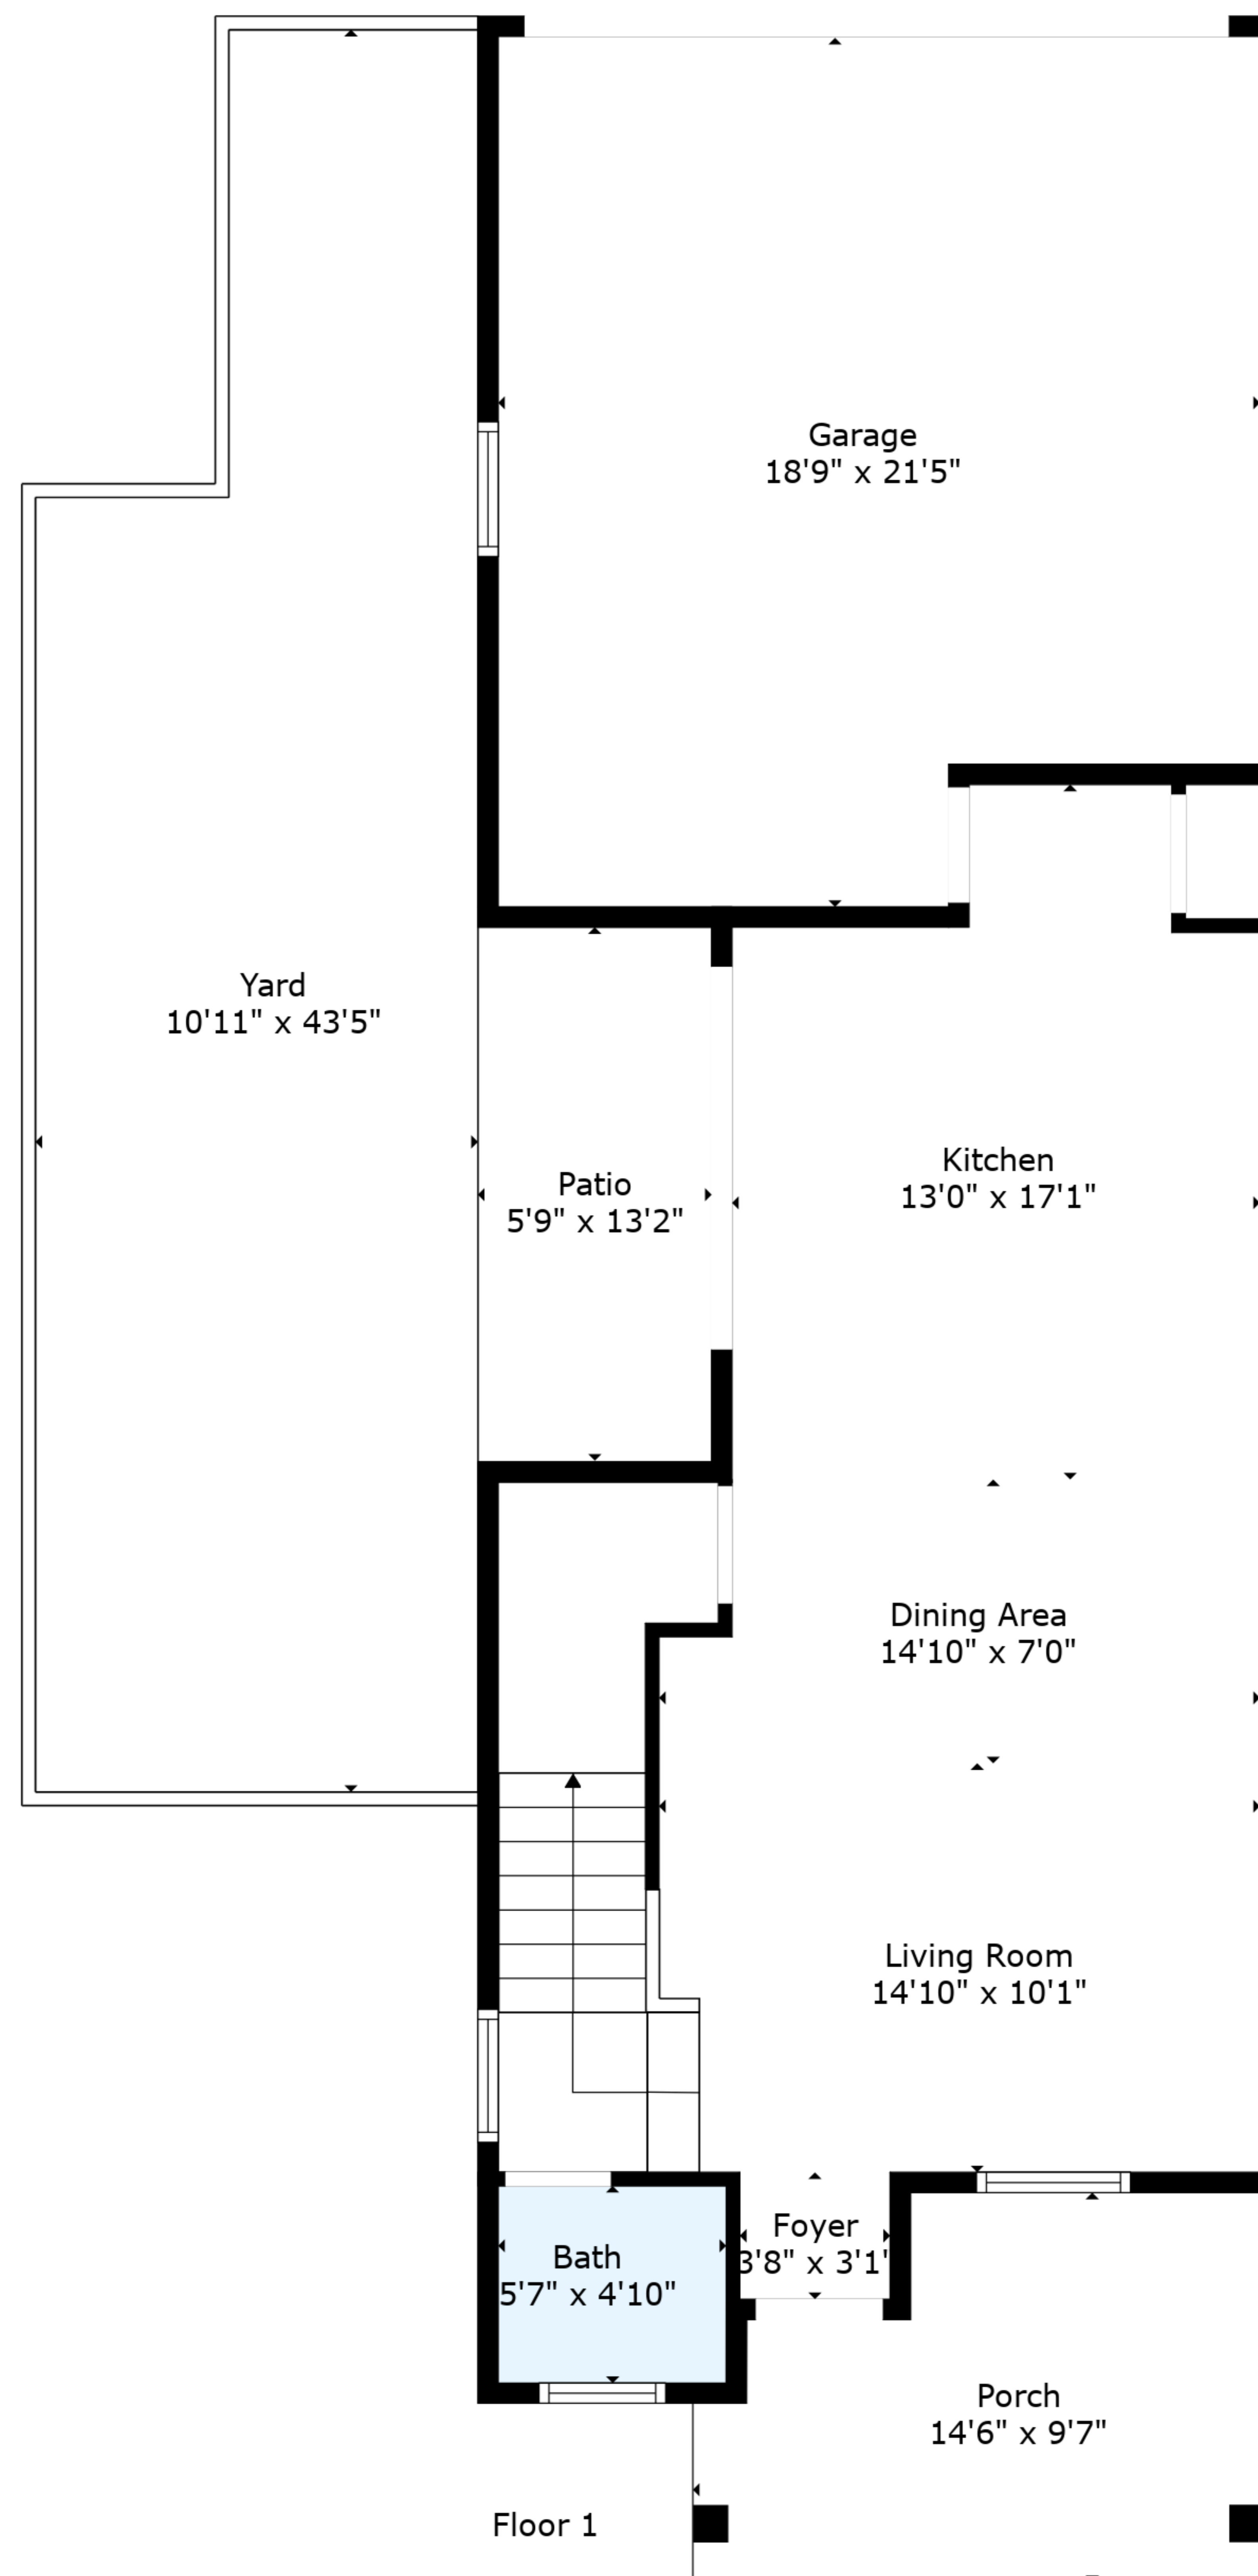 Garage
18'9" x 21'5"
Yard
10'11" x 43'5"
Patio
5'9" x 13'2"
Kitchen
13'0" x 17'1"
Dining Area
14'10" x 7'0"
Living Room
14'10" x 10'1"
Foyer
3'8" x 3'1"
Bath
5'7" x 4'10"
Porch
14'6" x 9'7"
Floor 1